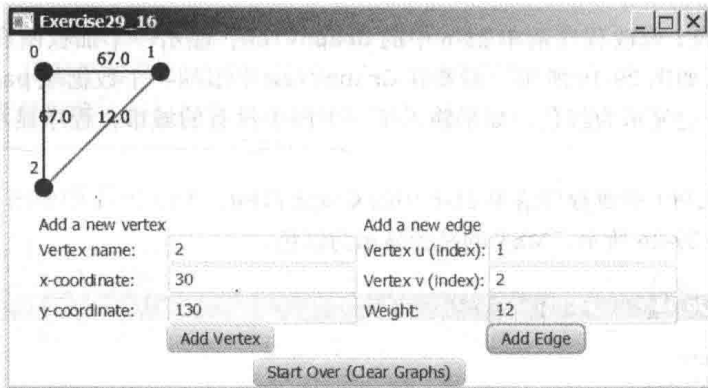 Exercise29_16
0 67.0 1
67.0 12.0
2
Add a new vertex Add a new edge
Vertex name: 2 Vertex u (index): 1
x-coordinate: 30 Vertex v (index): 2
y-coordinate: 130 Weight: 12
Add Vertex Add Edge
Start Over (Clear Graphs)